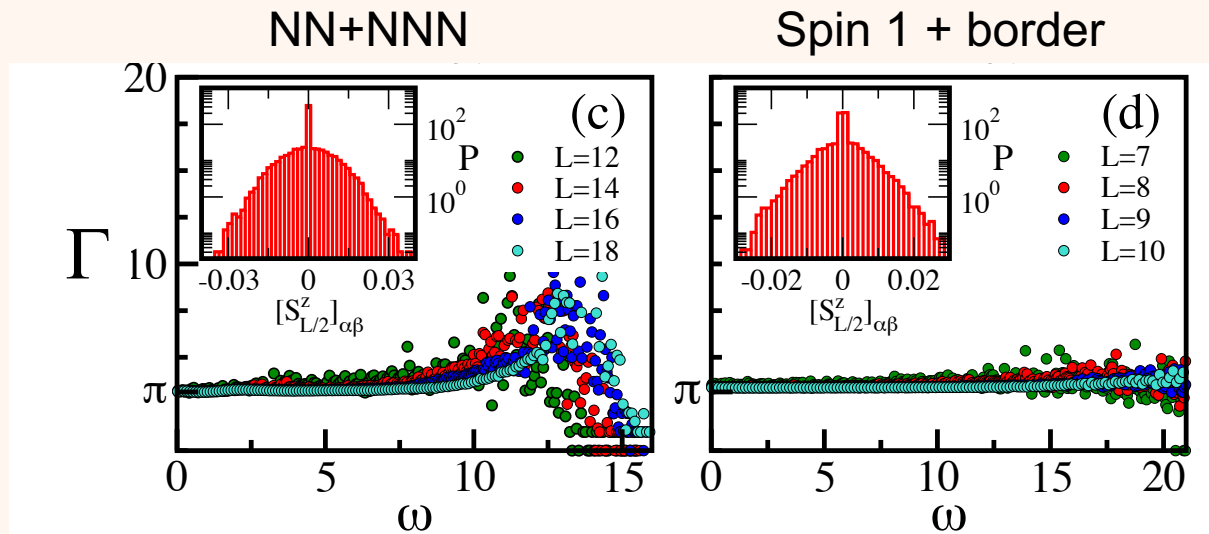 NN+NNN
Spin 1 + border
Γ
20
10
π
(c)
10²
P
10⁰
-0.03 0 0.03
[S^z_{L/2}]_{αβ}
L=12
L=14
L=16
L=18
0 5 10 15
ω
π
(d)
10²
P
10⁰
-0.02 0 0.02
[S^z_{L/2}]_{αβ}
L=7
L=8
L=9
L=10
0 5 10 15 20
ω